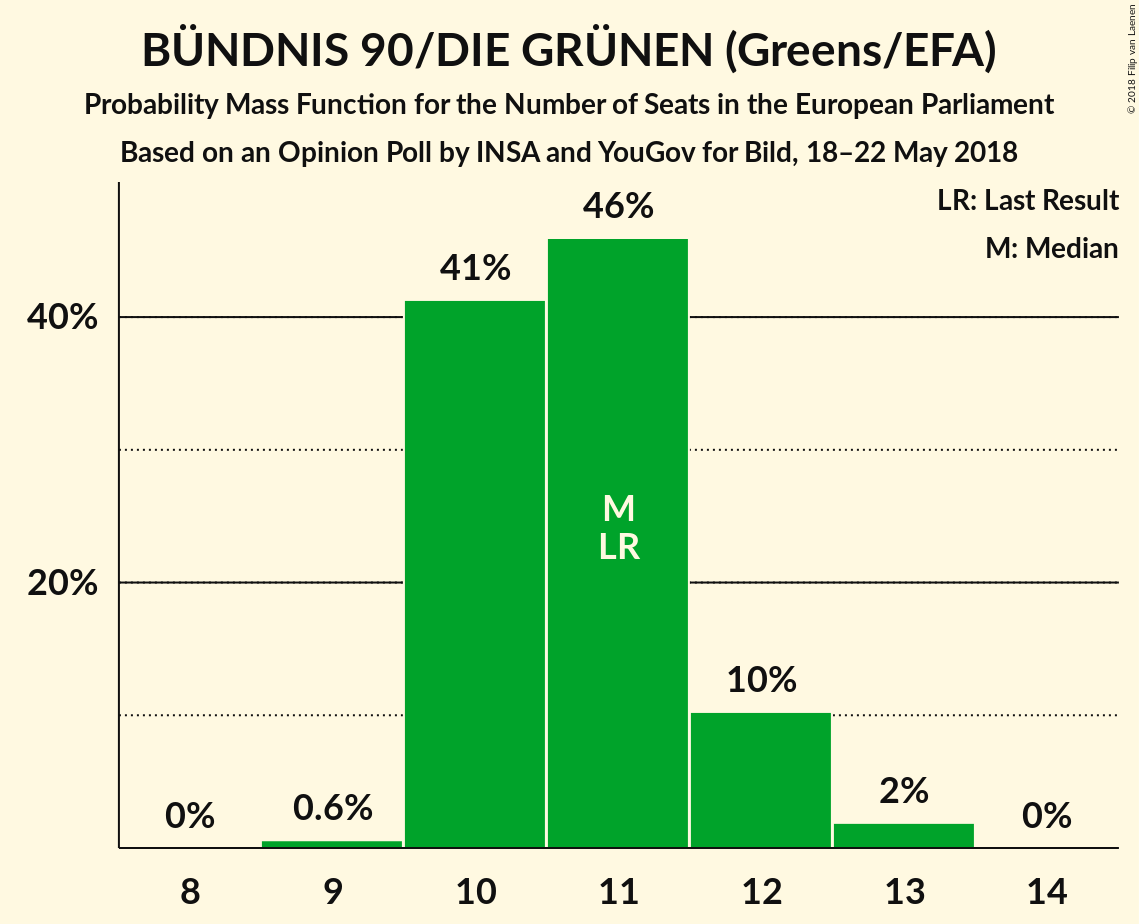 BÜNDNIS 90/DIE GRÜNEN (Greens/EFA)
Probability Mass Function for the Number of Seats in the European Parliament
Based on an Opinion Poll by INSA and YouGov for Bild, 18–22 May 2018
© 2018 Filip van Laenen
LR: Last Result
M: Median
46%
41%
40%
M
LR
20%
10%
2%
0.6%
0%
0%
8 9 10 11 12 13 14